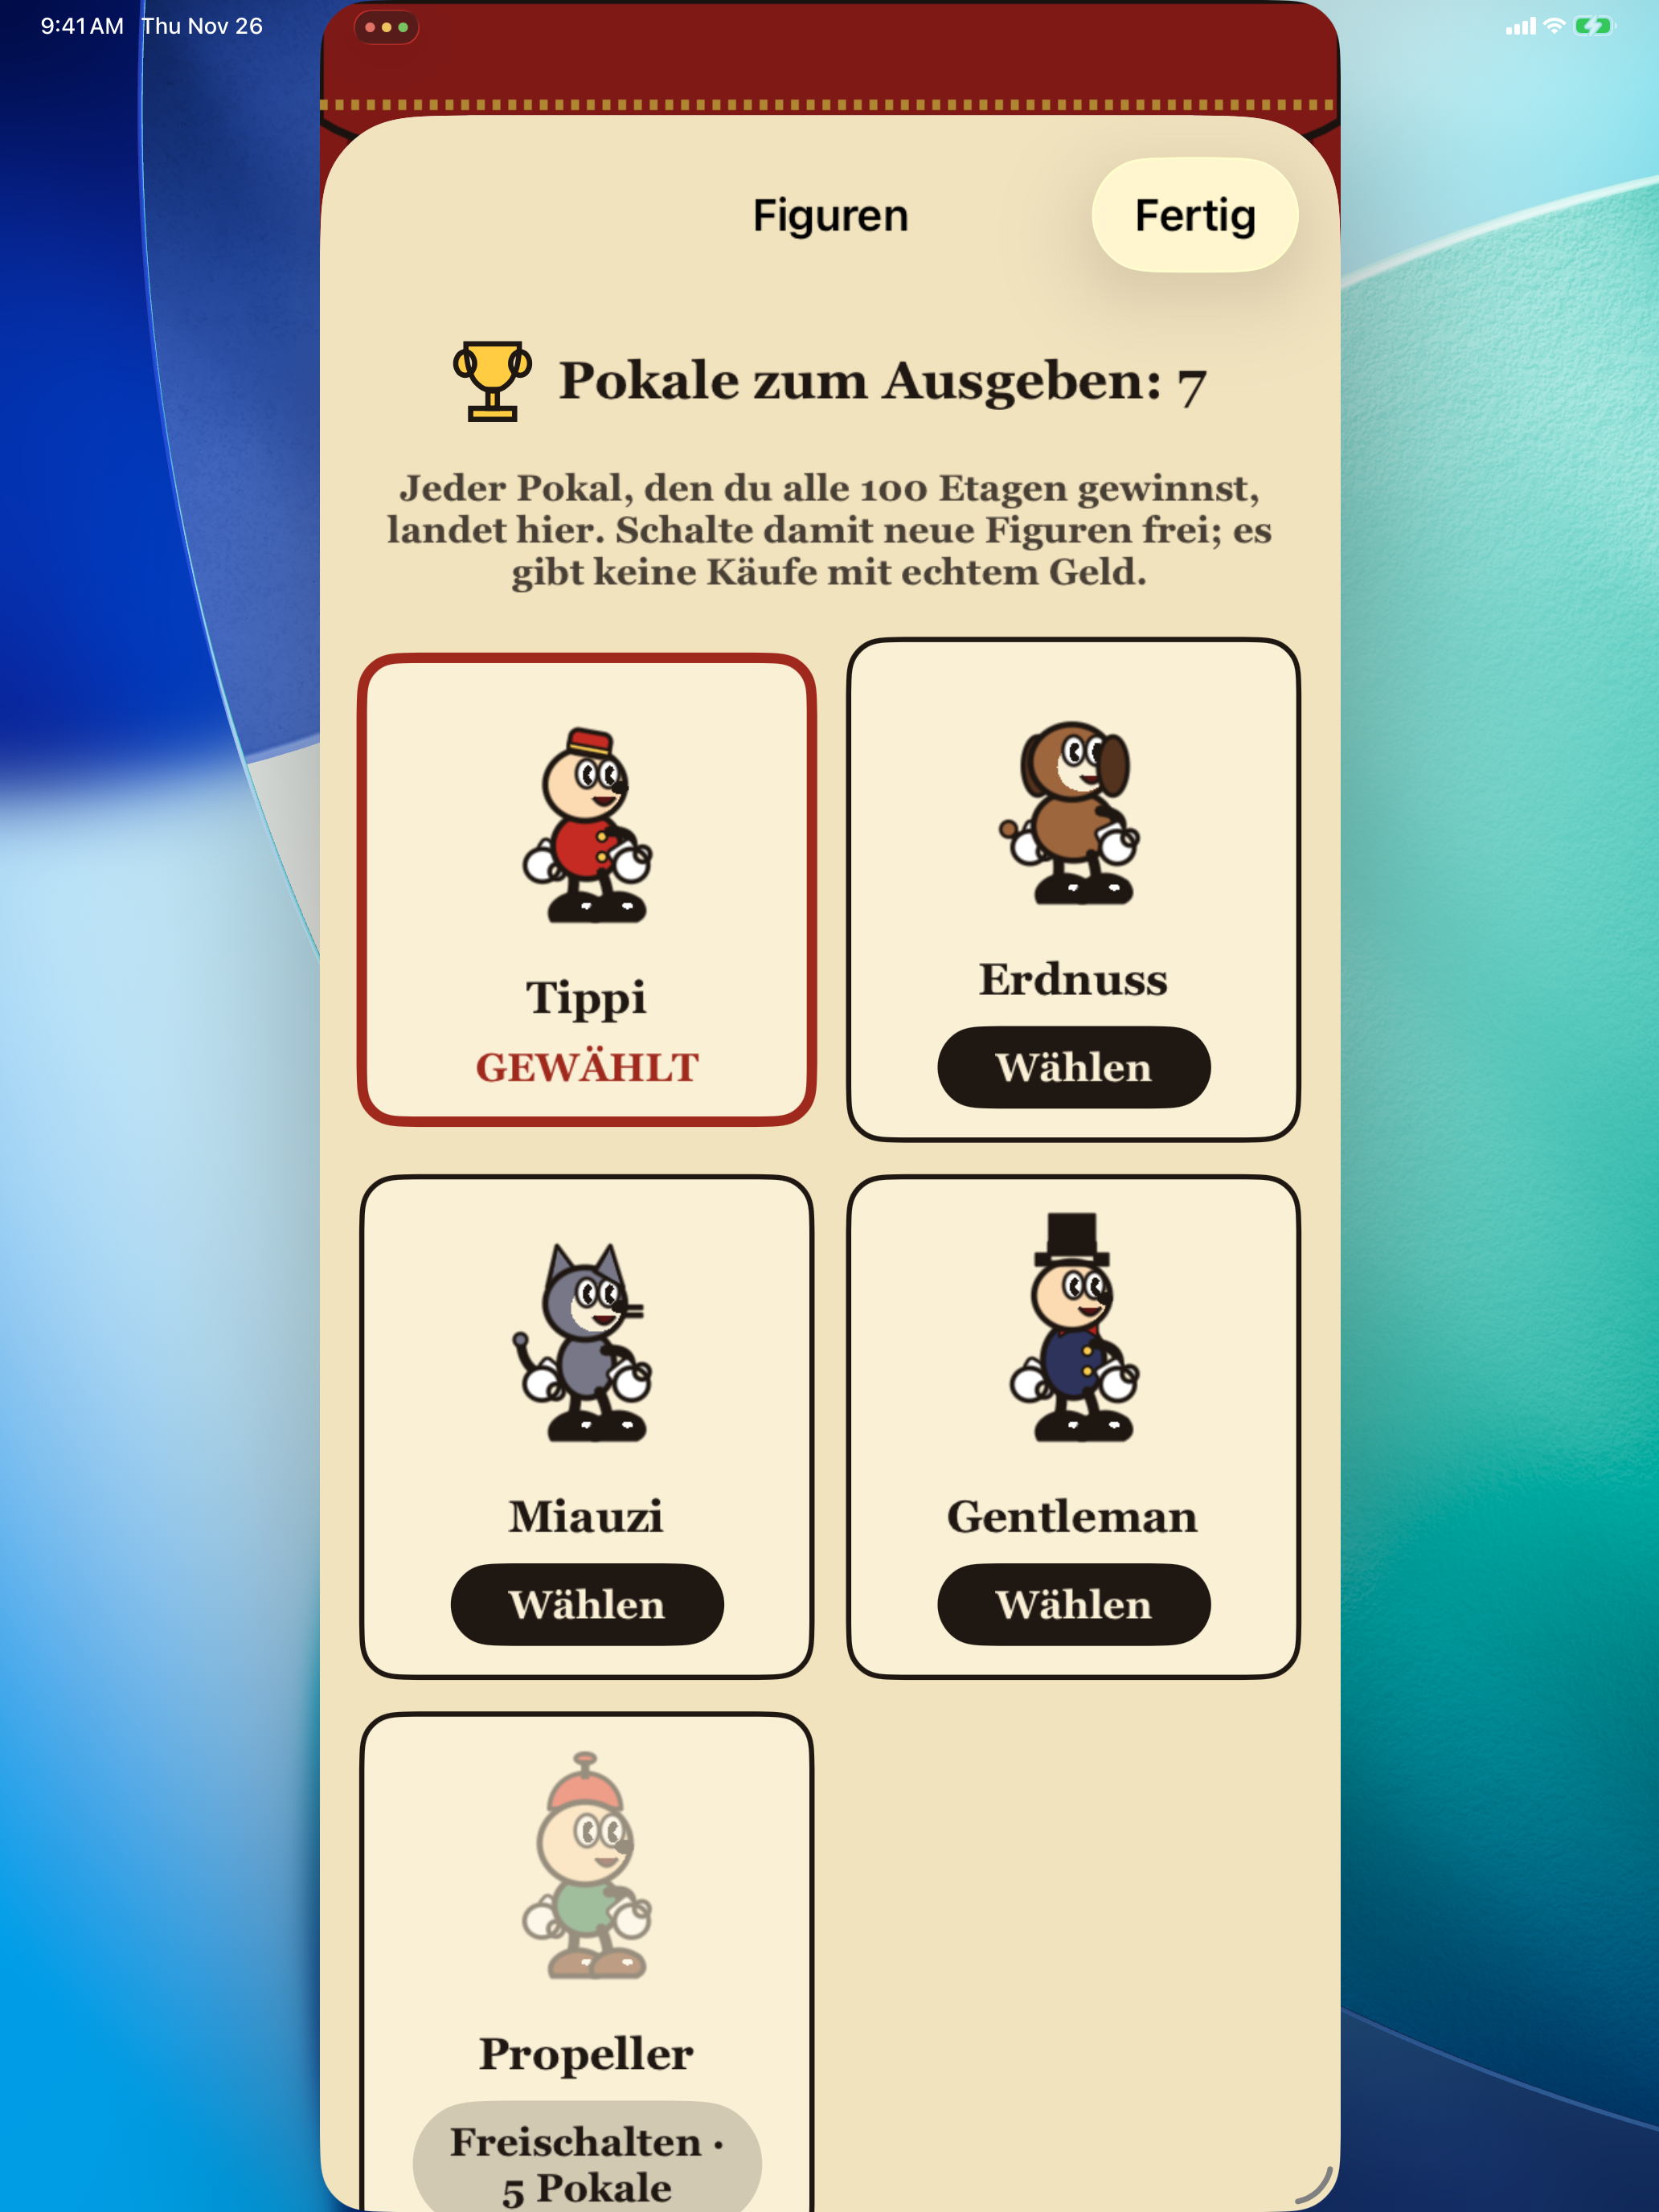 9:41 AM Thu Nov 26
Figuren
Fertig
Pokale zum Ausgeben: 7
Jeder Pokal, den du alle 100 Etagen gewinnst,
landet hier. Schalte damit neue Figuren frei; es
gibt keine Käufe mit echtem Geld.
Tippi
GEWÄHLT
Erdnuss
Wählen
Miauzi
Wählen
Gentleman
Wählen
Propeller
Freischalten ·
5 Pokale